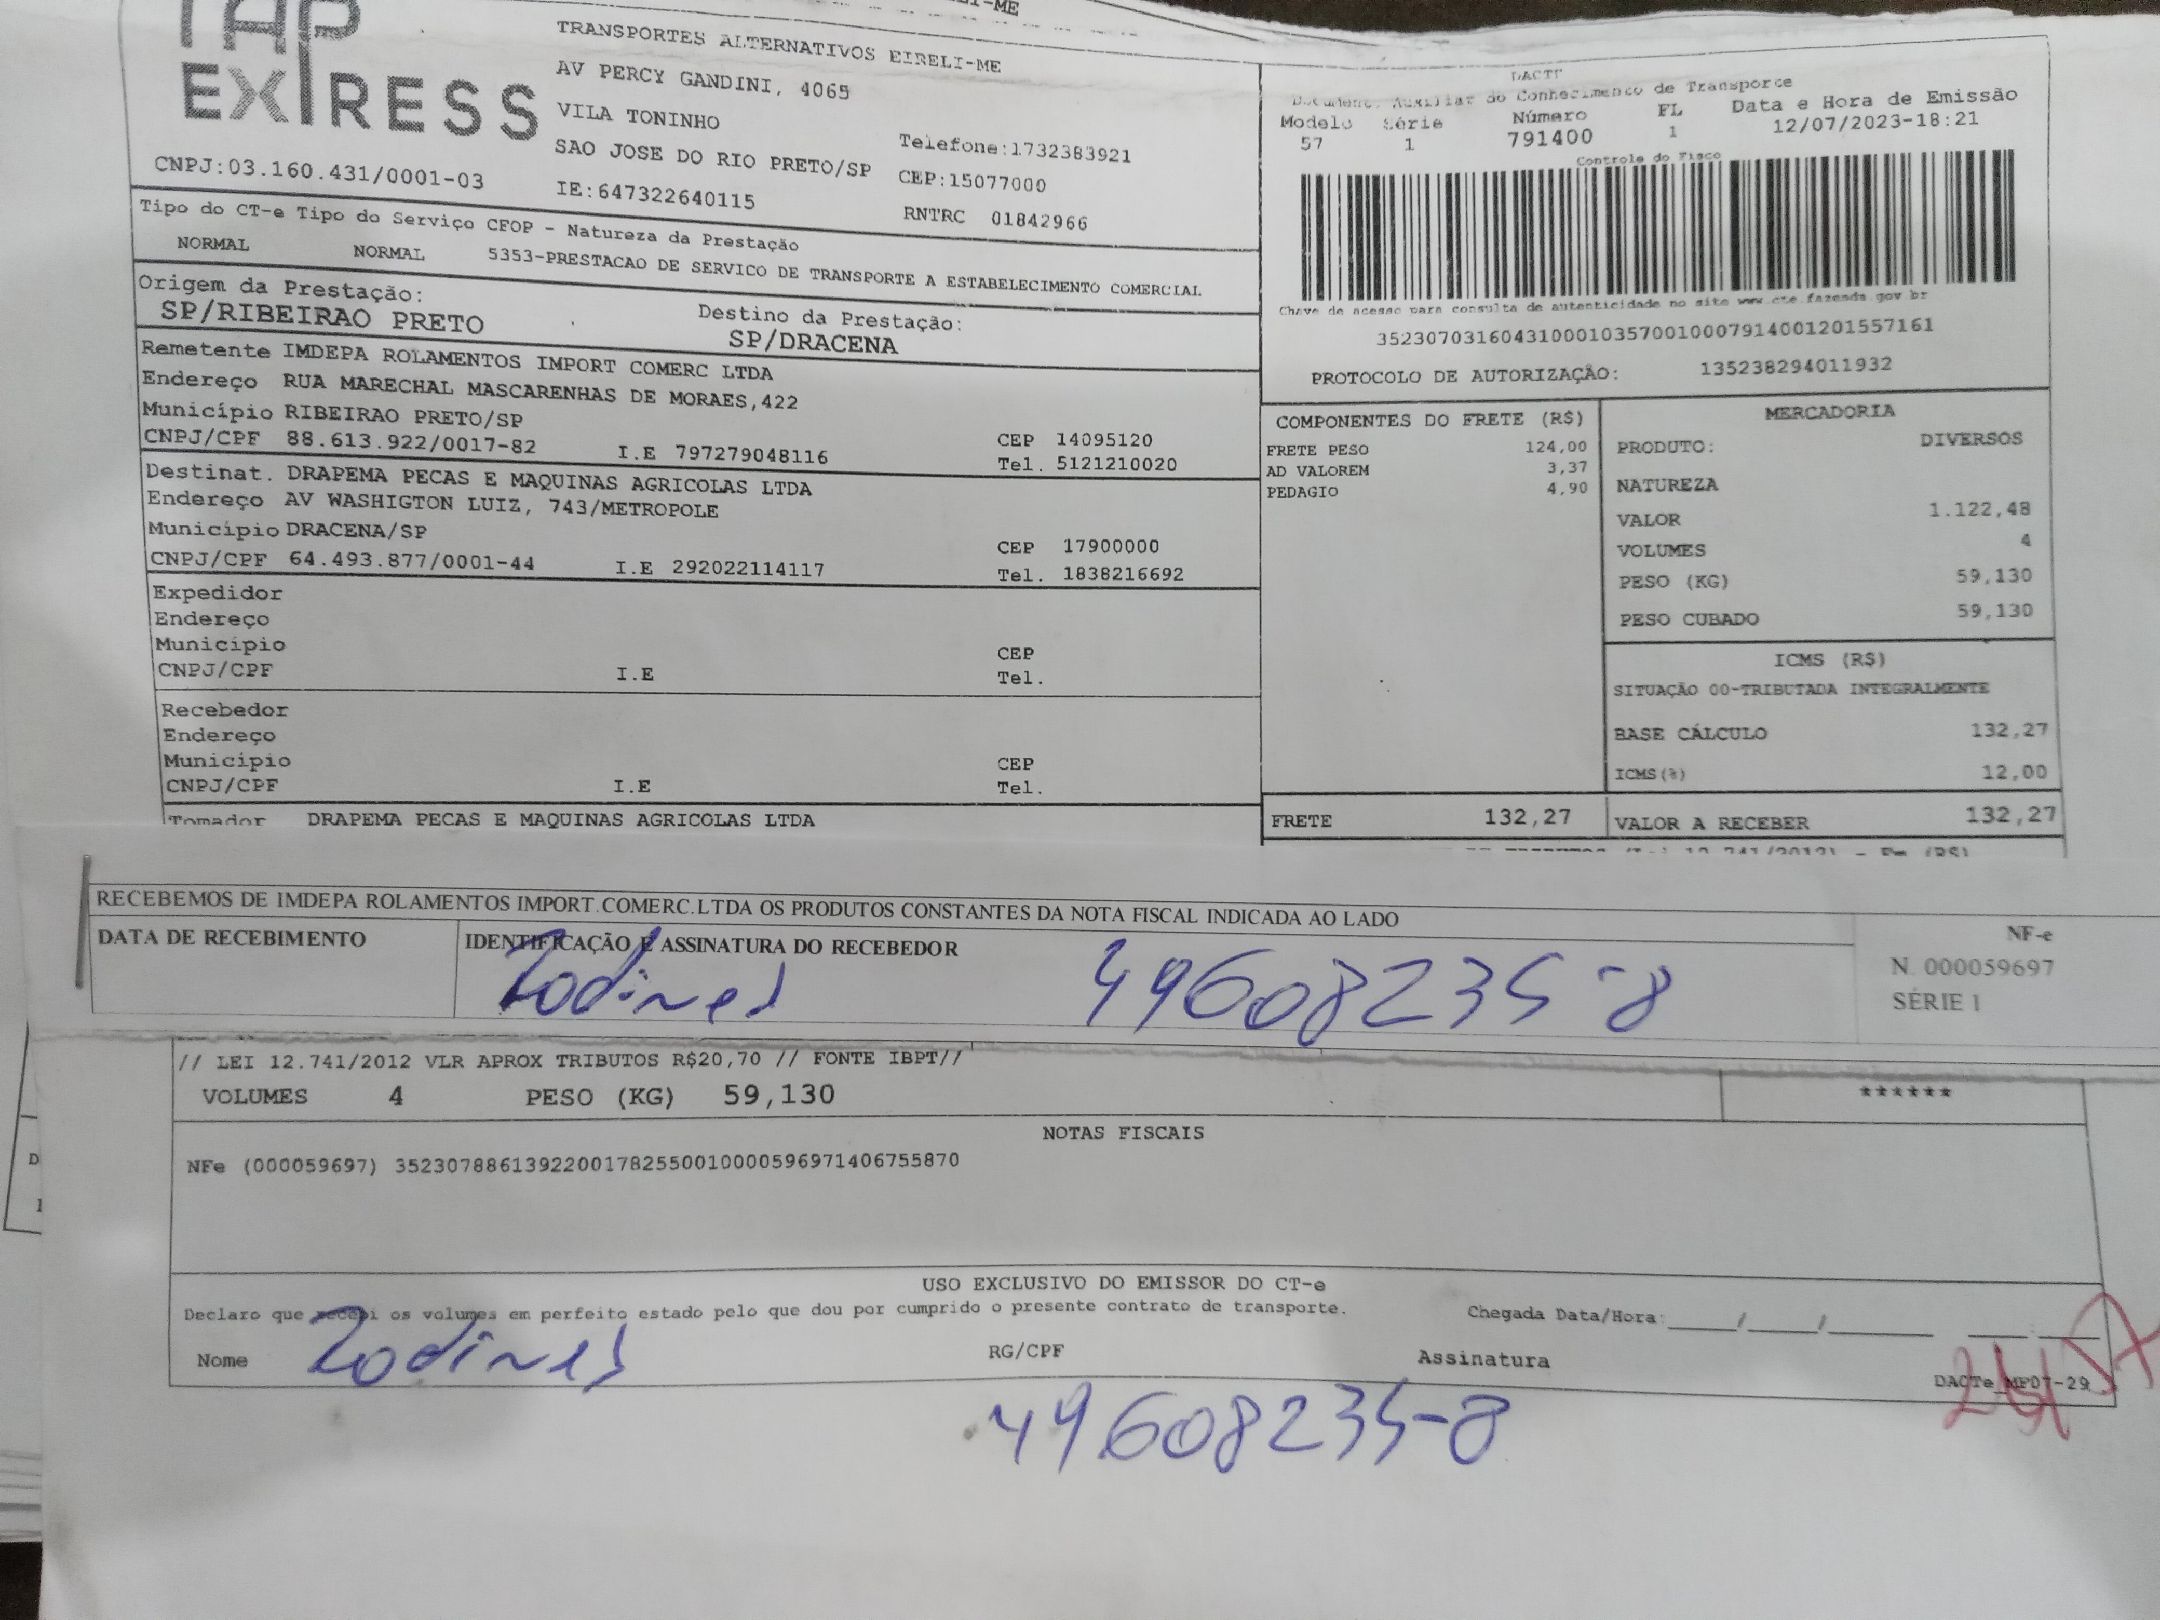 TAP
EXPRESS
CNPJ:03.160.431/0001-03
TRANSPORTES ALTERNATIVOS EIRELI-ME
AV PERCY GANDINI, 4065
VILA TONINHO
SAO JOSE DO RIO PRETO/SP
IE:647322640115
Telefone:1732383921
CEP:15077000
RNTRC 01842966
DACTE
Documento Auxiliar do Conhecimento de Transporte
Modelo Série Número FL Data e Hora de Emissão
57 1 791400 1 12/07/2023-18:21
Controle do Fisco
Chave de acesso para consulta de autenticidade no site www.cte.fazenda.gov.br
35230703160431000103570010007914001201557161
PROTOCOLO DE AUTORIZAÇÃO: 135238294011932
Tipo do CT-e Tipo do Serviço CFOP - Natureza da Prestação
NORMAL NORMAL 5353-PRESTACAO DE SERVICO DE TRANSPORTE A ESTABELECIMENTO COMERCIAL
Origem da Prestação: Destino da Prestação:
SP/RIBEIRAO PRETO SP/DRACENA
Remetente IMDEPA ROLAMENTOS IMPORT COMERC LTDA
Endereço RUA MARECHAL MASCARENHAS DE MORAES,422
Município RIBEIRAO PRETO/SP CEP 14095120
CNPJ/CPF 88.613.922/0017-82 I.E 797279048116 Tel. 5121210020
Destinat. DRAPEMA PECAS E MAQUINAS AGRICOLAS LTDA
Endereço AV WASHIGTON LUIZ, 743/METROPOLE
Município DRACENA/SP CEP 17900000
CNPJ/CPF 64.493.877/0001-44 I.E 292022114117 Tel. 1838216692
Expedidor
Endereço
Município CEP
CNPJ/CPF I.E Tel.
Recebedor
Endereço
Município CEP
CNPJ/CPF I.E Tel.
Tomador DRAPEMA PECAS E MAQUINAS AGRICOLAS LTDA
COMPONENTES DO FRETE (R$)
FRETE PESO 124,00
AD VALOREM 3,37
PEDAGIO 4,90
FRETE 132,27
MERCADORIA
PRODUTO: DIVERSOS
NATUREZA
VALOR 1.122,48
VOLUMES 4
PESO (KG) 59,130
PESO CUBADO 59,130
ICMS (R$)
SITUAÇÃO 00-TRIBUTADA INTEGRALMENTE
BASE CÁLCULO 132,27
ICMS(%) 12,00
VALOR A RECEBER 132,27
RECEBEMOS DE IMDEPA ROLAMENTOS IMPORT.COMERC.LTDA OS PRODUTOS CONSTANTES DA NOTA FISCAL INDICADA AO LADO
DATA DE RECEBIMENTO IDENTIFICAÇÃO E ASSINATURA DO RECEBEDOR
49608235-8
NF-e
N. 000059697
SÉRIE 1
// LEI 12.741/2012 VLR APROX TRIBUTOS R$20,70 // FONTE IBPT//
VOLUMES 4 PESO (KG) 59,130 ******
NOTAS FISCAIS
NFe (000059697) 35230788613922001782550010000596971406755870
USO EXCLUSIVO DO EMISSOR DO CT-e
Declaro que recebi os volumes em perfeito estado pelo que dou por cumprido o presente contrato de transporte. Chegada Data/Hora:
Nome RG/CPF Assinatura
DACTe_MP07-29
49608235-8